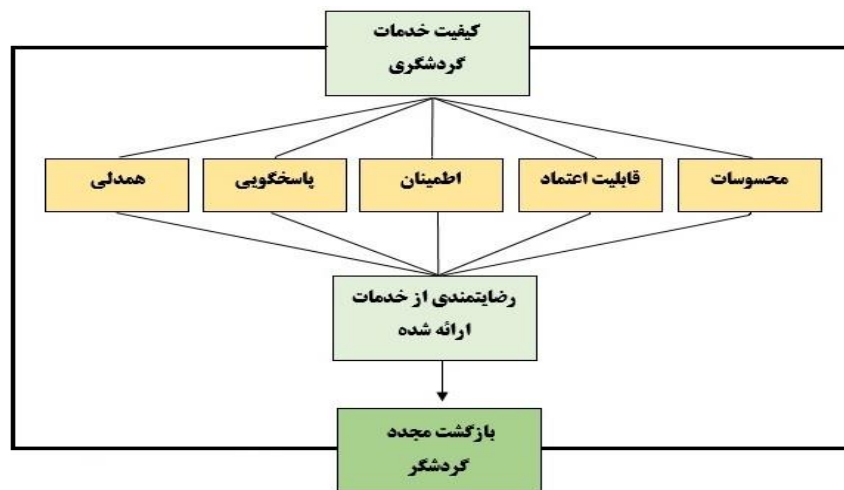 کیفیت خدمات
گردشگری
محسوسات
قابلیت اعتماد
اطمینان
پاسخگویی
همدلی
رضایتمندی از خدمات
ارائه شده
بازگشت مجدد
گردشگر